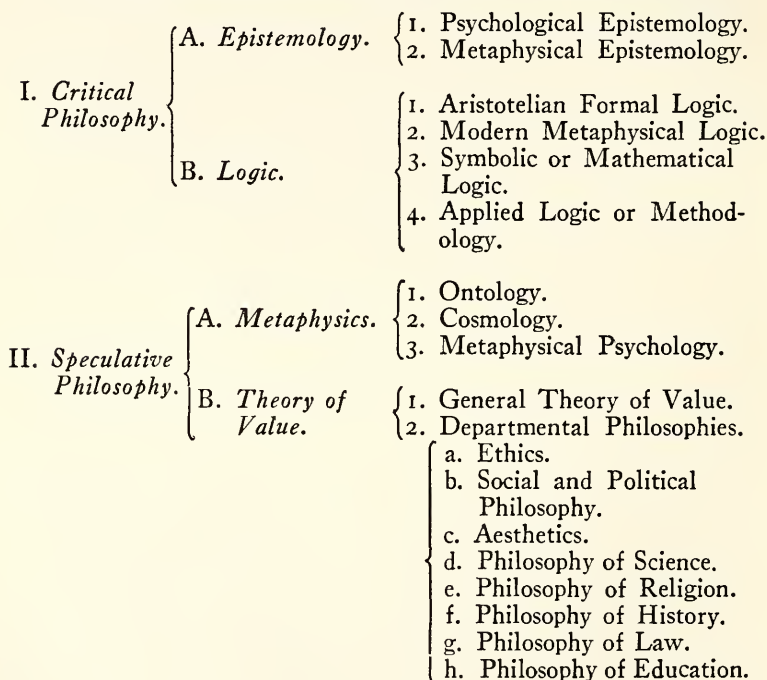 A. Epistemology.
1. Psychological Epistemology.
2. Metaphysical Epistemology.
I. Critical
Philosophy.
B. Logic.
1. Aristotelian Formal Logic.
2. Modern Metaphysical Logic.
3. Symbolic or Mathematical
Logic.
4. Applied Logic or Method-
ology.
II. Speculative
Philosophy.
A. Metaphysics.
1. Ontology.
2. Cosmology.
3. Metaphysical Psychology.
B. Theory of
Value.
1. General Theory of Value.
2. Departmental Philosophies.
a. Ethics.
b. Social and Political
Philosophy.
c. Aesthetics.
d. Philosophy of Science.
e. Philosophy of Religion.
f. Philosophy of History.
g. Philosophy of Law.
h. Philosophy of Education.